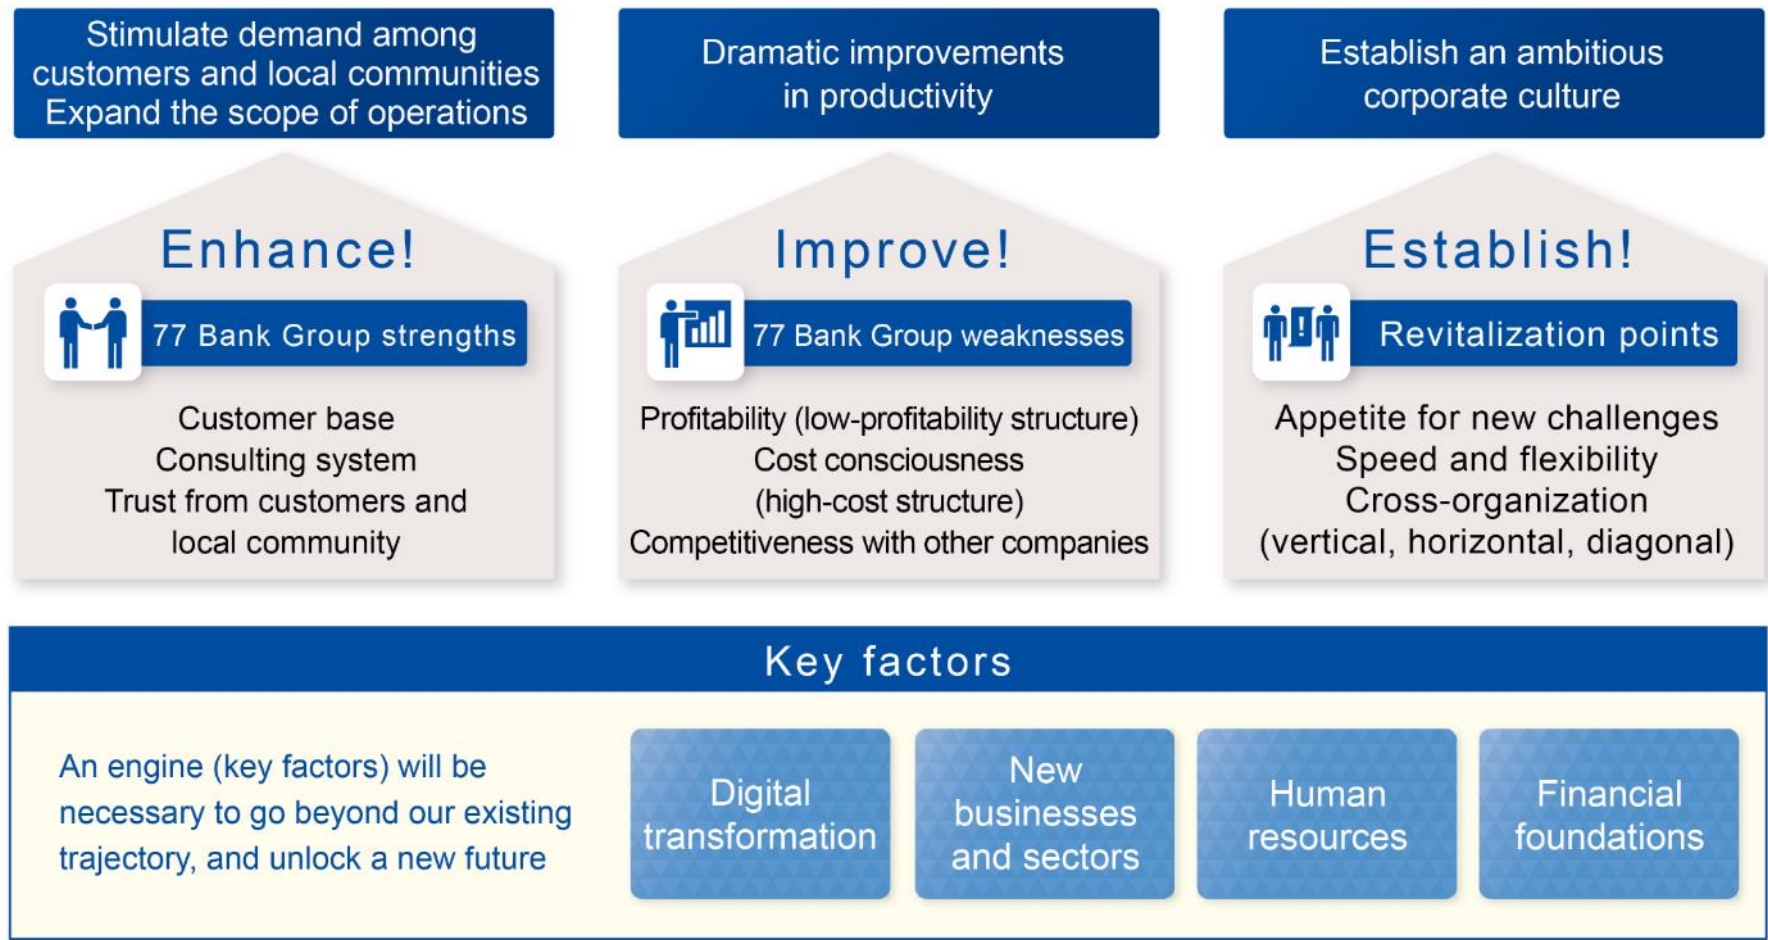 Stimulate demand among
customers and local communities
Expand the scope of operations
Dramatic improvements
in productivity
Establish an ambitious
corporate culture
Enhance!
77 Bank Group strengths
Customer base
Consulting system
Trust from customers and
local community
Improve!
77 Bank Group weaknesses
Profitability (low-profitability structure)
Cost consciousness
(high-cost structure)
Competitiveness with other companies
Establish!
!
Revitalization points
Appetite for new challenges
Speed and flexibility
Cross-organization
(vertical, horizontal, diagonal)
Key factors
An engine (key factors) will be
necessary to go beyond our existing
trajectory, and unlock a new future
Digital
transformation
New
businesses
and sectors
Human
resources
Financial
foundations